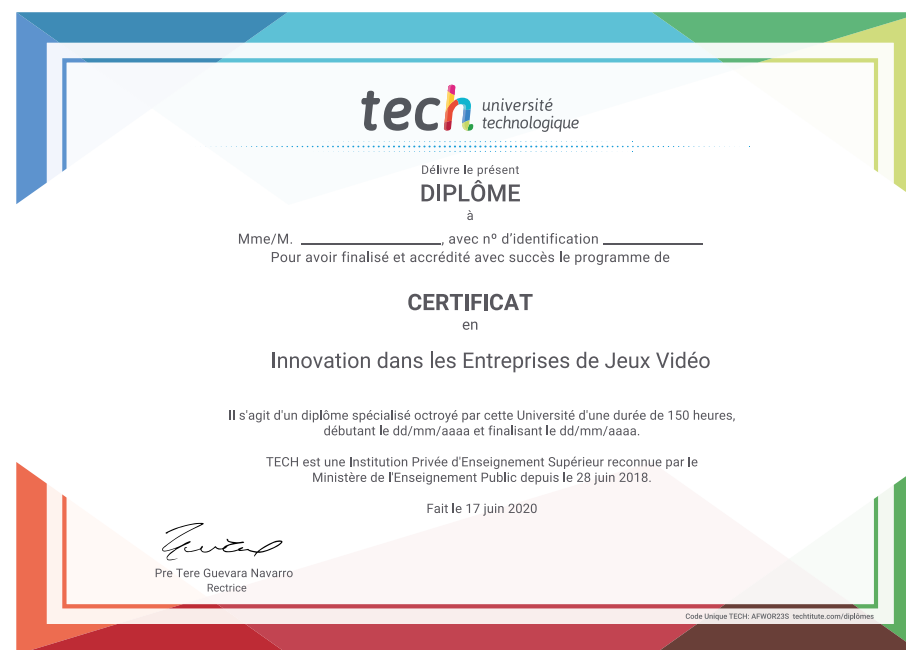 tech université
technologique
Délivre le présent
DIPLÔME
à
Mme/M. ____________________, avec nº d'identification ______________
Pour avoir finalisé et accrédité avec succès le programme de
CERTIFICAT
en
Innovation dans les Entreprises de Jeux Vidéo
Il s'agit d'un diplôme spécialisé octroyé par cette Université d'une durée de 150 heures,
débutant le dd/mm/aaaa et finalisant le dd/mm/aaaa.
TECH est une Institution Privée d'Enseignement Supérieur reconnue par le
Ministère de l'Enseignement Public depuis le 28 juin 2018.
Fait le 17 juin 2020
Pre Tere Guevara Navarro
Rectrice
Code Unique TECH: AFWOR23S techtitute.com/diplômes